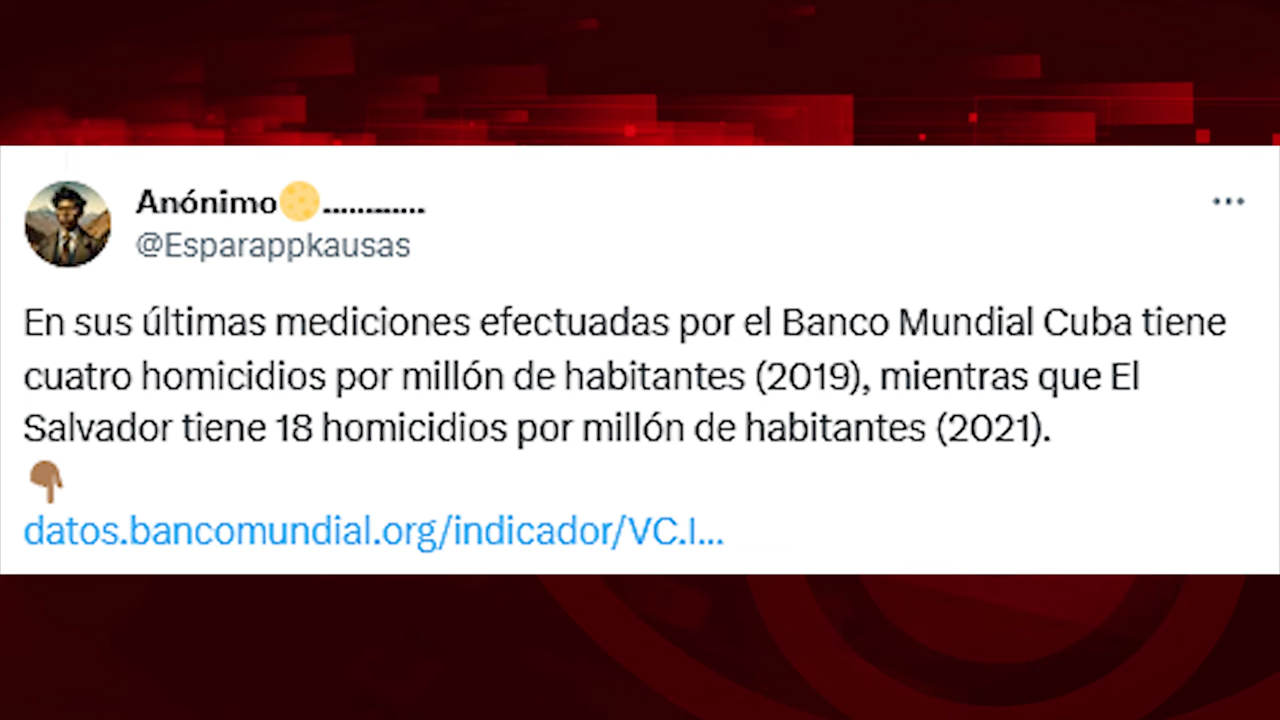 Anónimo🌕............
@Esparappkausas
En sus últimas mediciones efectuadas por el Banco Mundial Cuba tiene
cuatro homicidios por millón de habitantes (2019), mientras que El
Salvador tiene 18 homicidios por millón de habitantes (2021).
👇🏾
datos.bancomundial.org/indicador/VC.I...